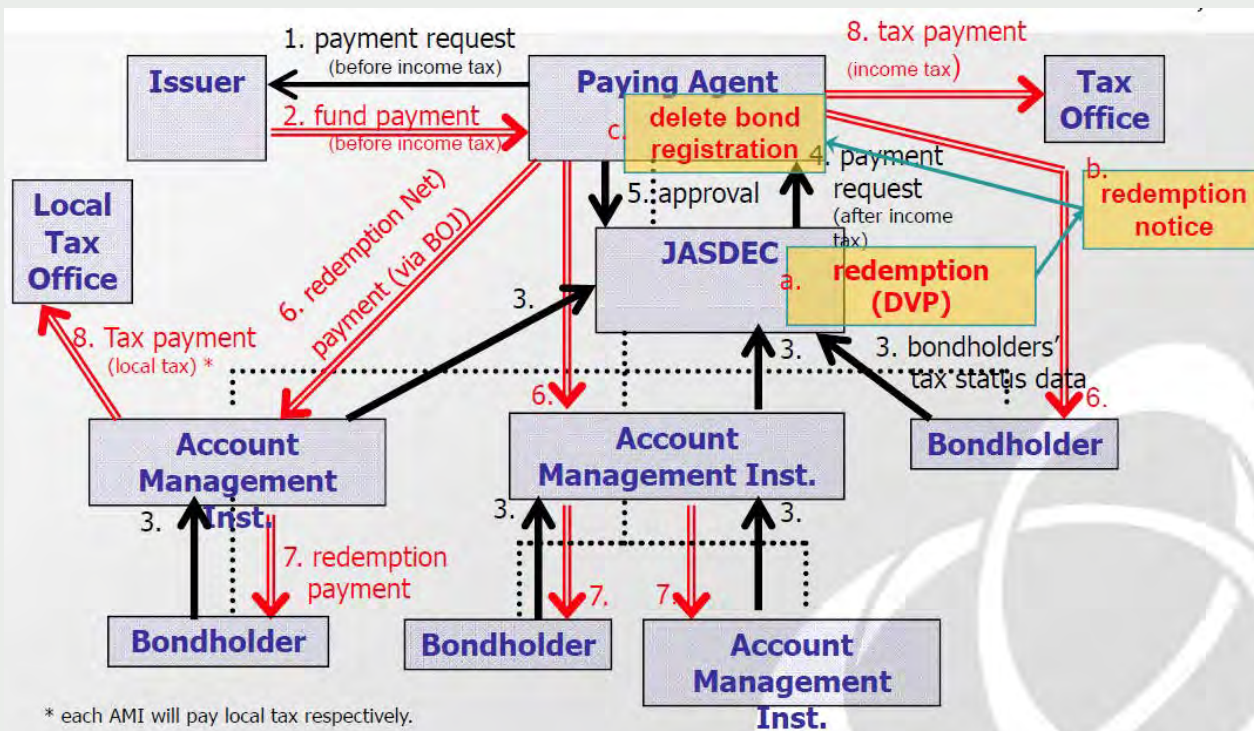 1. payment request
(before income tax)
8. tax payment
(income tax)
Issuer
Paying Agent
Tax
Office
2. fund payment
(before income tax)
c.
delete bond
registration
4. payment
request
(after income
tax)
b.
redemption
notice
5. approval
Local
Tax
Office
JASDEC
a.
redemption
(DVP)
6. redemption Net)
payment (via BOJ)
3.
8. Tax payment
(local tax) *
3.
3. bondholders'
tax status data
6.
6.
Account
Management
Inst.
Account
Management Inst.
Bondholder
3.
3.
3.
7. redemption
payment
7.
7.
Bondholder
Bondholder
Account
Management
Inst.
* each AMI will pay local tax respectively.